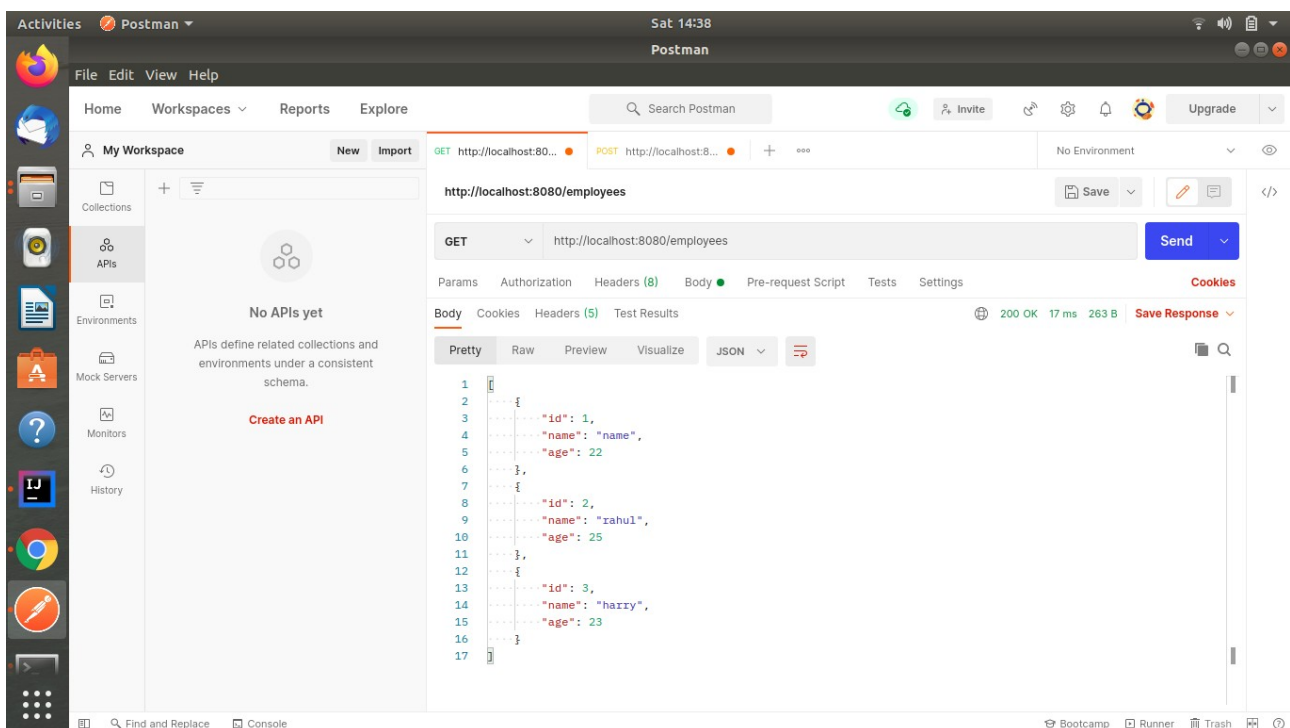 Activities Postman Sat 14:38
Postman
File Edit View Help
Home Workspaces Reports Explore Search Postman Invite Upgrade
My Workspace New Import GET http://localhost:80... POST http://localhost:8... + ooo No Environment
Collections
APIs
Environments
Mock Servers
Monitors
History
No APIs yet
APIs define related collections and
environments under a consistent
schema.
Create an API
http://localhost:8080/employees Save </>
GET http://localhost:8080/employees Send
Params Authorization Headers (8) Body Pre-request Script Tests Settings Cookies
Body Cookies Headers (5) Test Results 200 OK 17 ms 263 B Save Response
Pretty Raw Preview Visualize JSON
1 [
2 {
3 "id": 1,
4 "name": "name",
5 "age": 22
6 },
7 {
8 "id": 2,
9 "name": "rahul",
10 "age": 25
11 },
12 {
13 "id": 3,
14 "name": "harry",
15 "age": 23
16 }
17 ]
Find and Replace Console Bootcamp Runner Trash